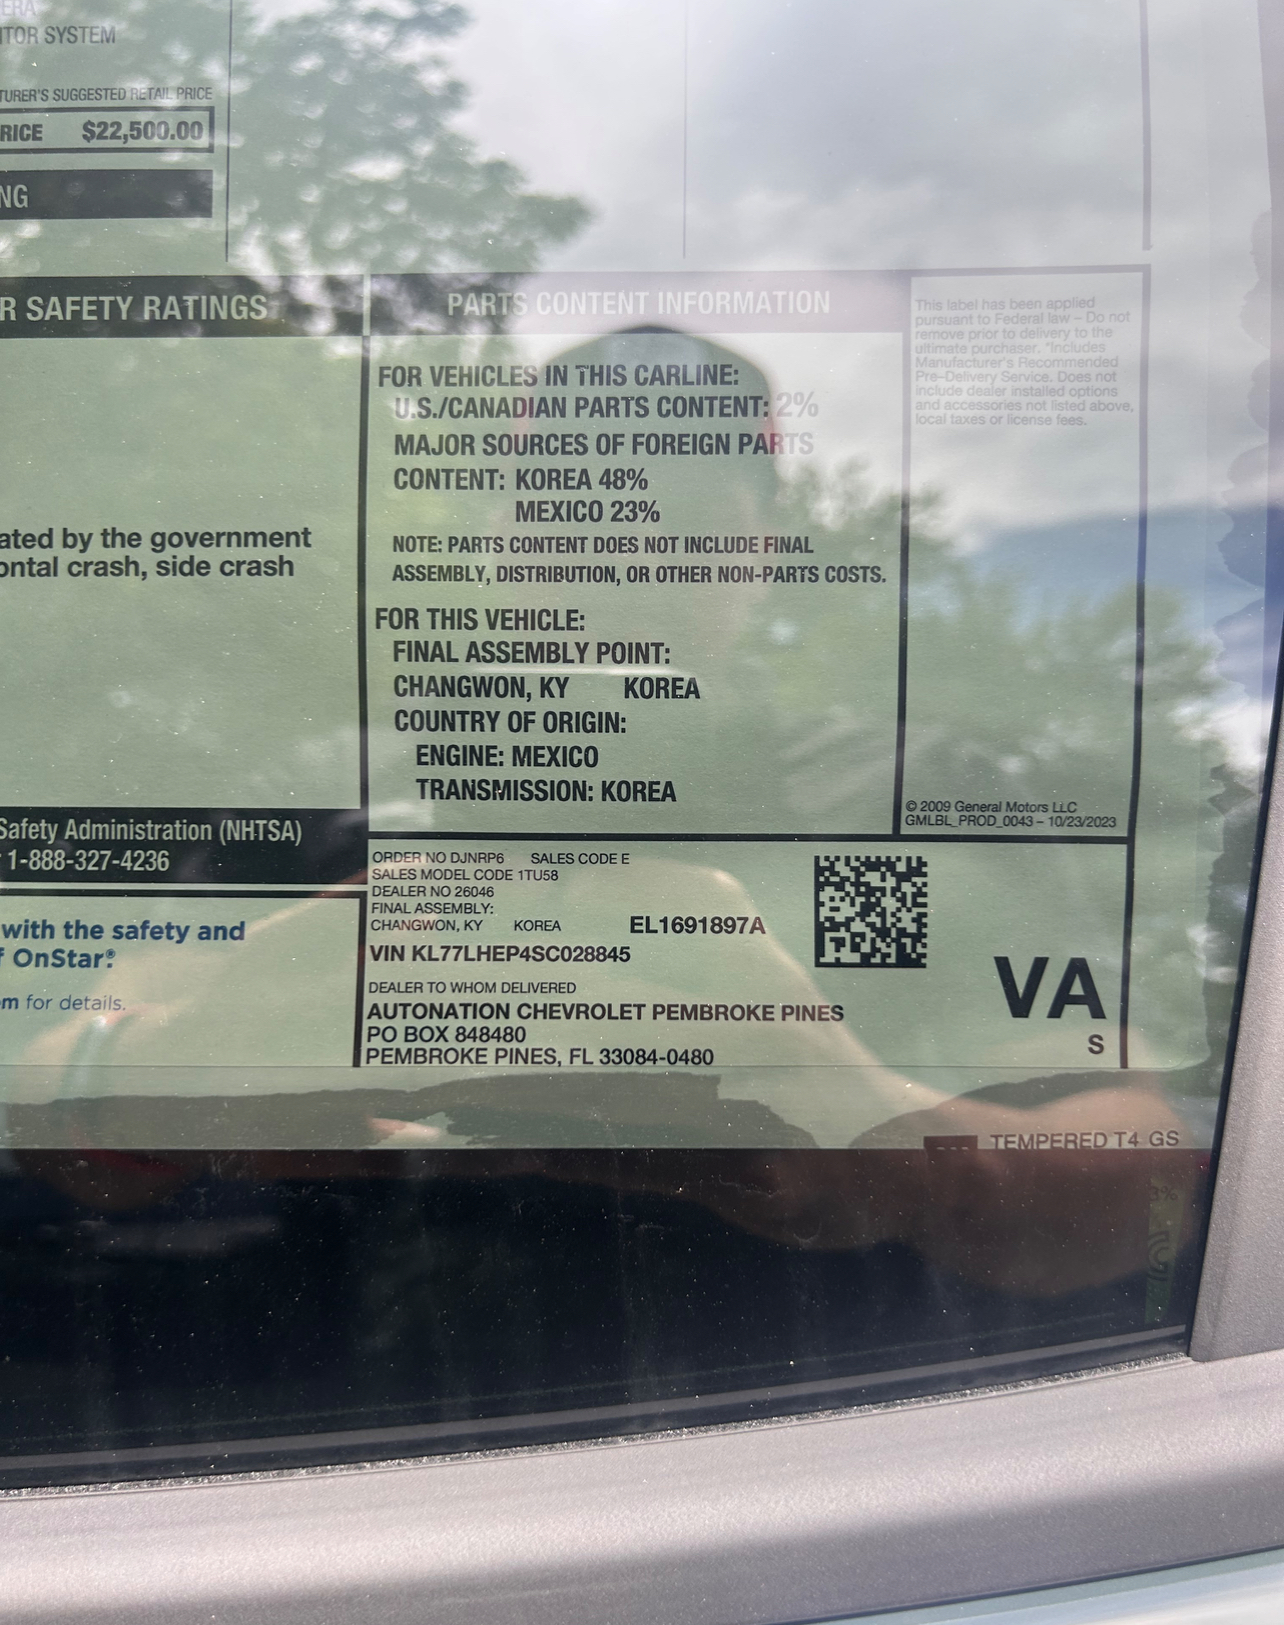 ERA
ITOR SYSTEM
TURER'S SUGGESTED RETAIL PRICE
RICE $22,500.00
NG
R SAFETY RATINGS
ated by the government
ontal crash, side crash
Safety Administration (NHTSA)
1-888-327-4236
with the safety and
f OnStar®
m for details.
PARTS CONTENT INFORMATION
FOR VEHICLES IN THIS CARLINE:
U.S./CANADIAN PARTS CONTENT: 2%
MAJOR SOURCES OF FOREIGN PARTS
CONTENT: KOREA 48%
MEXICO 23%
NOTE: PARTS CONTENT DOES NOT INCLUDE FINAL
ASSEMBLY, DISTRIBUTION, OR OTHER NON-PARTS COSTS.
FOR THIS VEHICLE:
FINAL ASSEMBLY POINT:
CHANGWON, KY KOREA
COUNTRY OF ORIGIN:
ENGINE: MEXICO
TRANSMISSION: KOREA
This label has been applied
pursuant to Federal law – Do not
remove prior to delivery to the
ultimate purchaser. *Includes
Manufacturer's Recommended
Pre-Delivery Service. Does not
include dealer installed options
and accessories not listed above,
local taxes or license fees.
© 2009 General Motors LLC
GMLBL_PROD_0043 – 10/23/2023
ORDER NO DJNRP6 SALES CODE E
SALES MODEL CODE 1TU58
DEALER NO 26046
FINAL ASSEMBLY:
CHANGWON, KY KOREA EL1691897A
VIN KL77LHEP4SC028845
DEALER TO WHOM DELIVERED
AUTONATION CHEVROLET PEMBROKE PINES
PO BOX 848480
PEMBROKE PINES, FL 33084-0480
VA
S
TEMPERED T4 GS